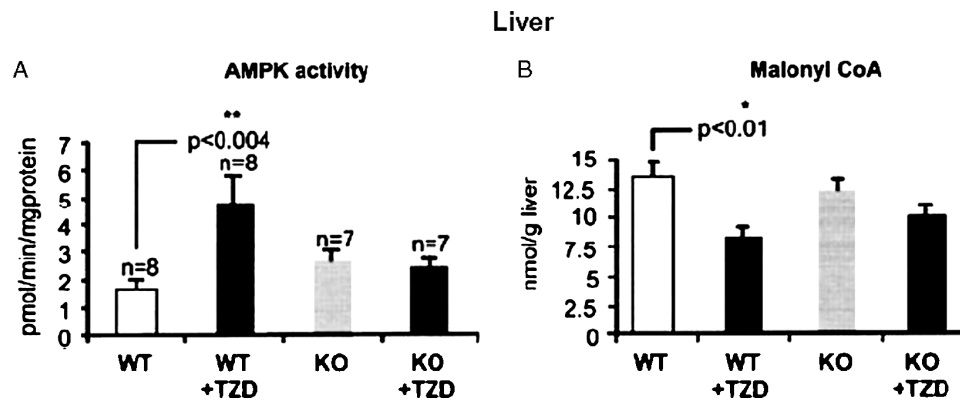 Liver
A
AMPK activity
**
p<0.004
7
6
5
4
3
2
1
0
pmol/min/mgprotein
n=8
n=8
n=7
n=7
WT
WT
+TZD
KO
KO
+TZD
B
Malonyl CoA
*
p<0.01
15
12.5
10
7.5
5
2.5
0
nmol/g liver
WT
WT
+TZD
KO
KO
+TZD